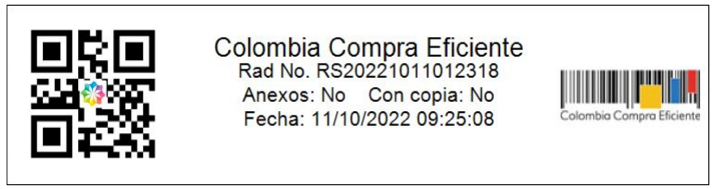 Colombia Compra Eficiente
Rad No. RS20221011012318
Anexos: No    Con copia: No
Fecha: 11/10/2022 09:25:08
Colombia Compra Eficiente